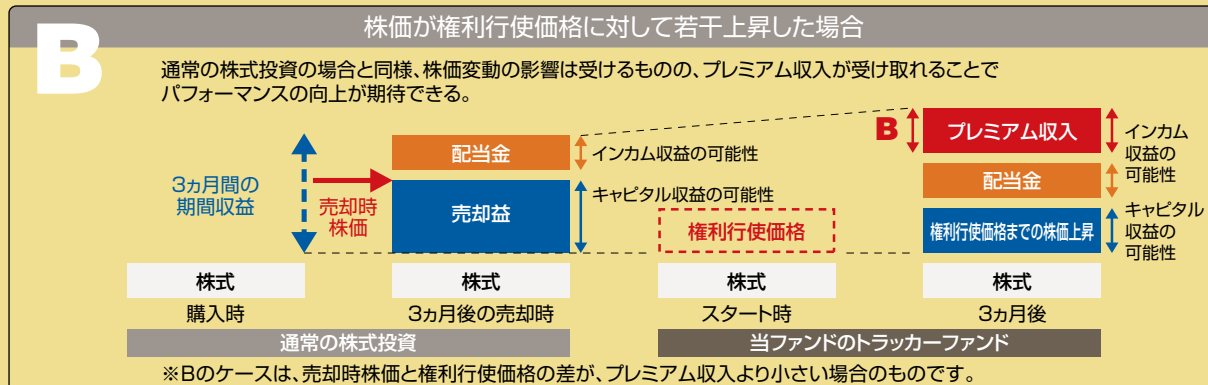 B
株価が権利行使価格に対して若干上昇した場合
通常の株式投資の場合と同様、株価変動の影響は受けるものの、プレミアム収入が受け取れることで
パフォーマンスの向上が期待できる。
3ヵ月間の
期間収益
売却時
株価
配当金
インカム収益の可能性
売却益
キャピタル収益の可能性
権利行使価格
B
プレミアム収入
配当金
権利行使価格までの株価上昇
インカム
収益の
可能性
キャピタル
収益の
可能性
株式
株式
株式
株式
購入時
3ヵ月後の売却時
スタート時
3ヵ月後
通常の株式投資
当ファンドのトラッカーファンド
※Bのケースは、売却時株価と権利行使価格の差が、プレミアム収入より小さい場合のものです。